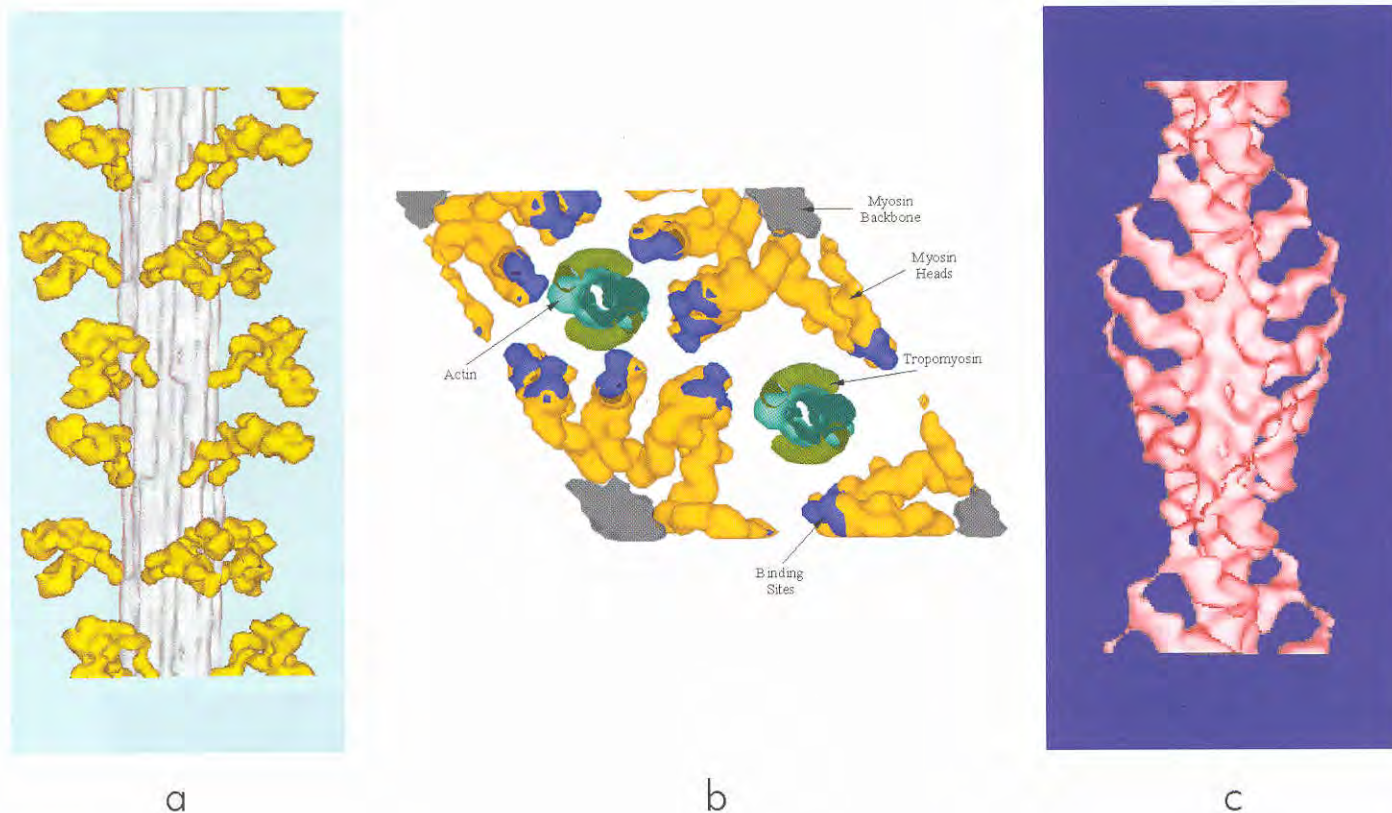 Myosin
Backbone
Myosin
Heads
Actin
Tropomyosin
Binding
Sites
a
b
c